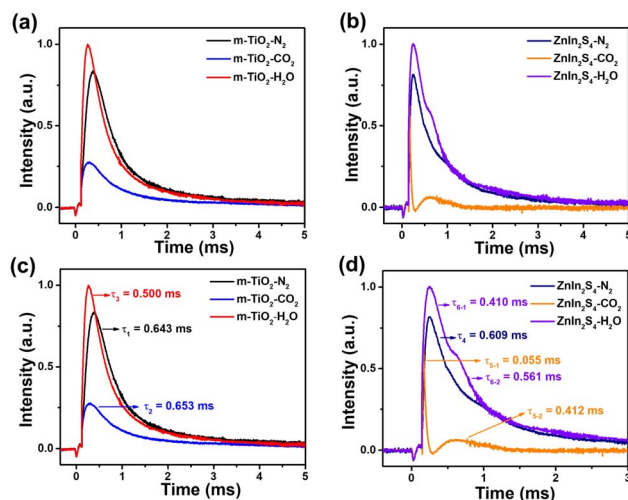 (a)
m-TiO2-N2
m-TiO2-CO2
m-TiO2-H2O
Intensity (a.u.)
1.0
0.5
0.0
0 1 2 3 4 5
Time (ms)
(b)
ZnIn2S4-N2
ZnIn2S4-CO2
ZnIn2S4-H2O
Intensity (a.u.)
1.0
0.5
0.0
0 1 2 3 4 5
Time (ms)
(c)
m-TiO2-N2
m-TiO2-CO2
m-TiO2-H2O
τ3 = 0.500 ms
τ1 = 0.643 ms
τ2 = 0.653 ms
Intensity (a.u.)
1.0
0.5
0.0
0 1 2 3 4 5
Time (ms)
(d)
ZnIn2S4-N2
ZnIn2S4-CO2
ZnIn2S4-H2O
τ6-1 = 0.410 ms
τ4 = 0.609 ms
τ5-1 = 0.055 ms
τ6-2 = 0.561 ms
τ5-2 = 0.412 ms
Intensity (a.u.)
1.0
0.5
0.0
0 1 2 3
Time (ms)